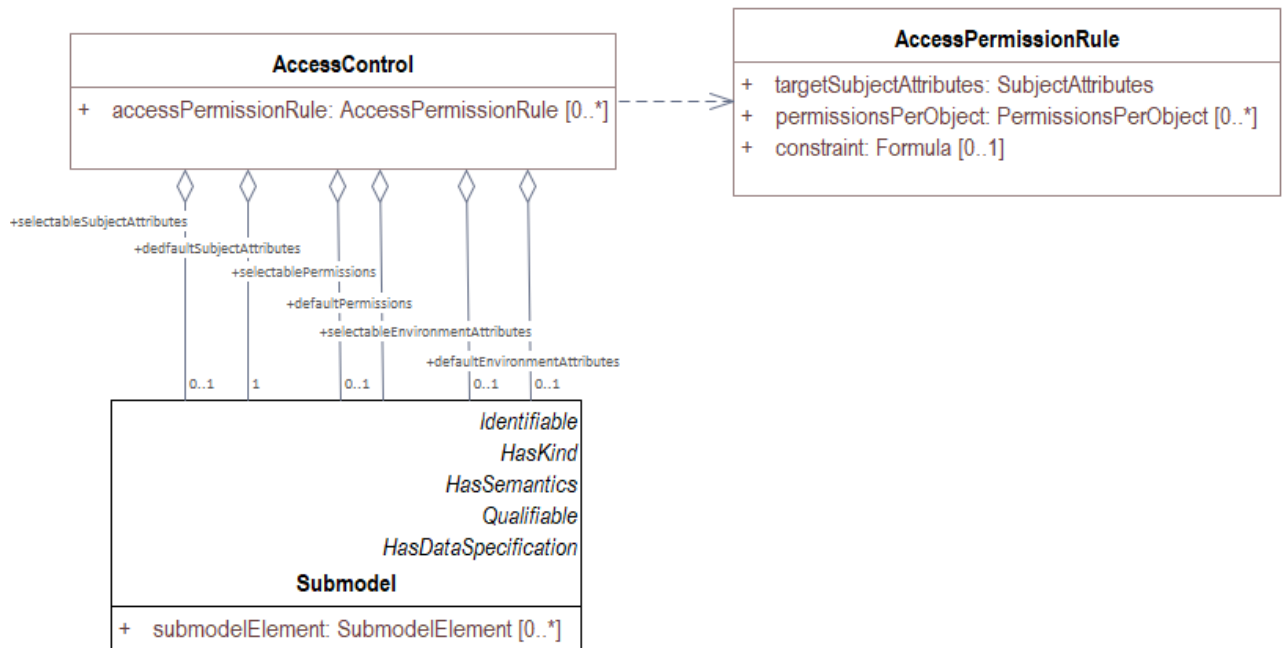 AccessControl
+ accessPermissionRule: AccessPermissionRule [0..*]
AccessPermissionRule
+ targetSubjectAttributes: SubjectAttributes
+ permissionsPerObject: PermissionsPerObject [0..*]
+ constraint: Formula [0..1]
+selectableSubjectAttributes
+dedfaultSubjectAttributes
+selectablePermissions
+defaultPermissions
+selectableEnvironmentAttributes
+defaultEnvironmentAttributes
0..1 1 0..1 0..1 0..1
Identifiable
HasKind
HasSemantics
Qualifiable
HasDataSpecification
Submodel
+ submodelElement: SubmodelElement [0..*]